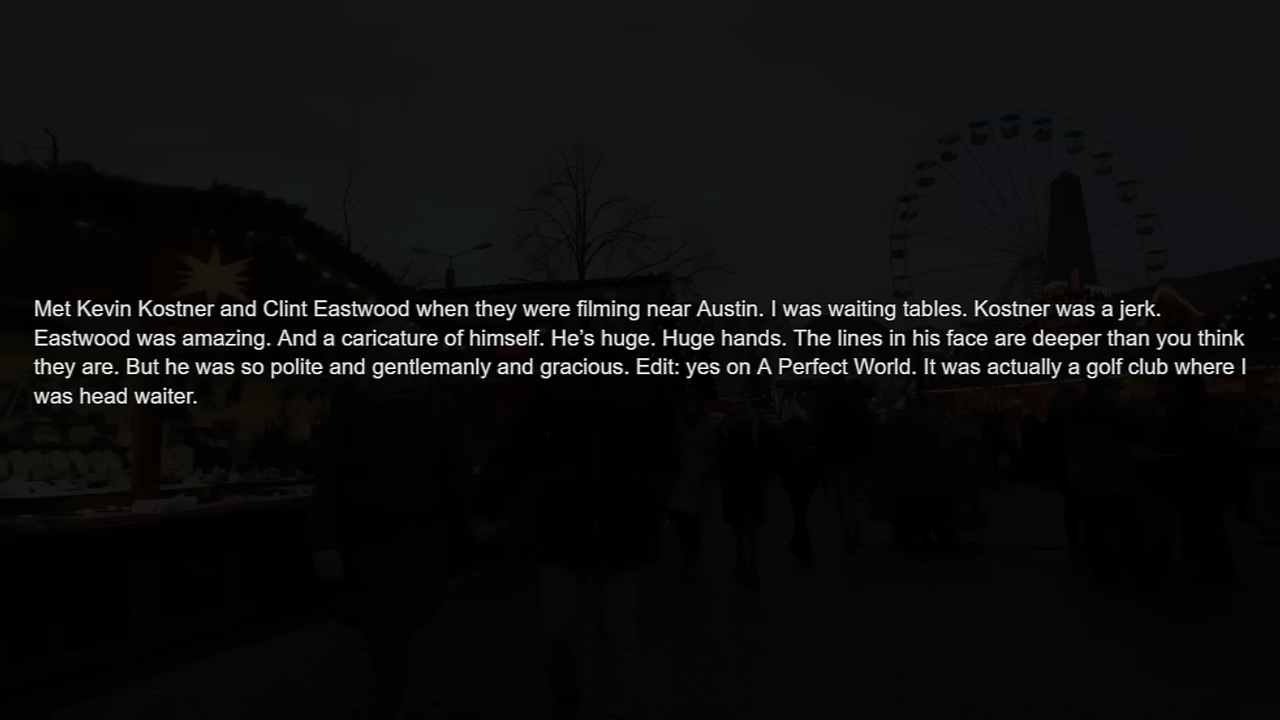 Met Kevin Kostner and Clint Eastwood when they were filming near Austin. I was waiting tables. Kostner was a jerk.
Eastwood was amazing. And a caricature of himself. He’s huge. Huge hands. The lines in his face are deeper than you think
they are. But he was so polite and gentlemanly and gracious. Edit: yes on A Perfect World. It was actually a golf club where I
was head waiter.